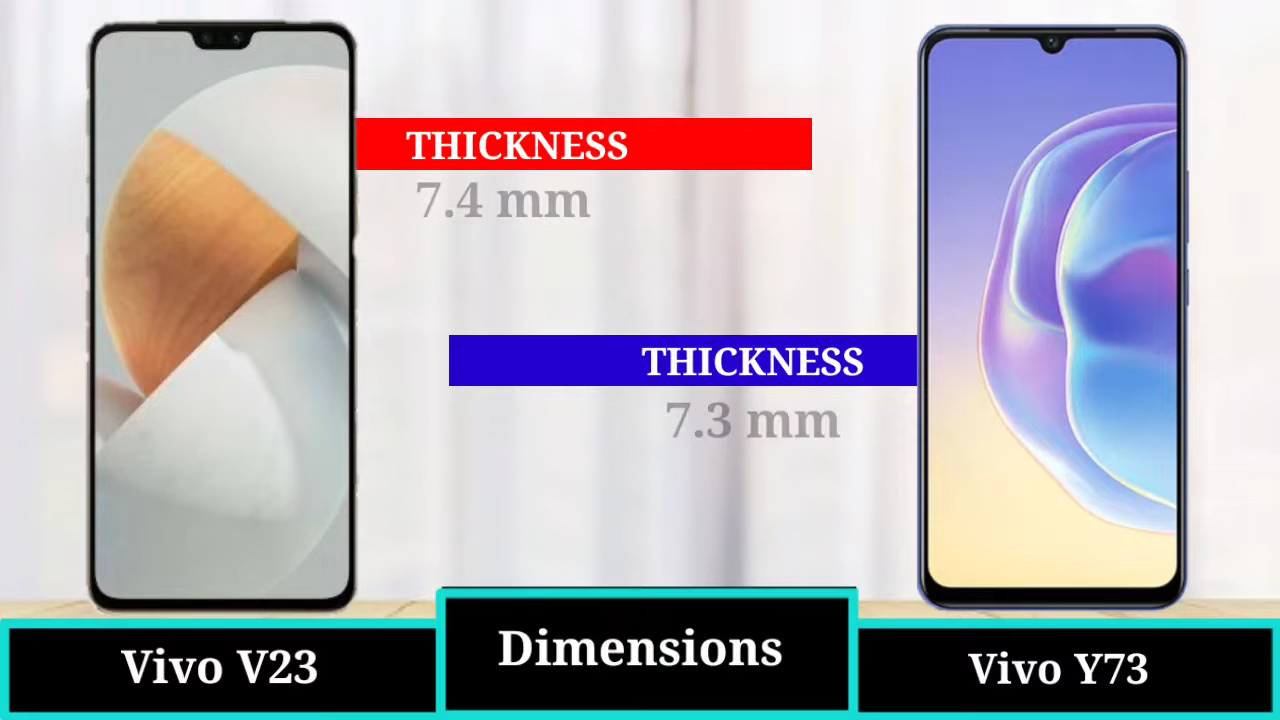 THICKNESS
7.4 mm
THICKNESS
7.3 mm
Vivo V23
Dimensions
Vivo Y73